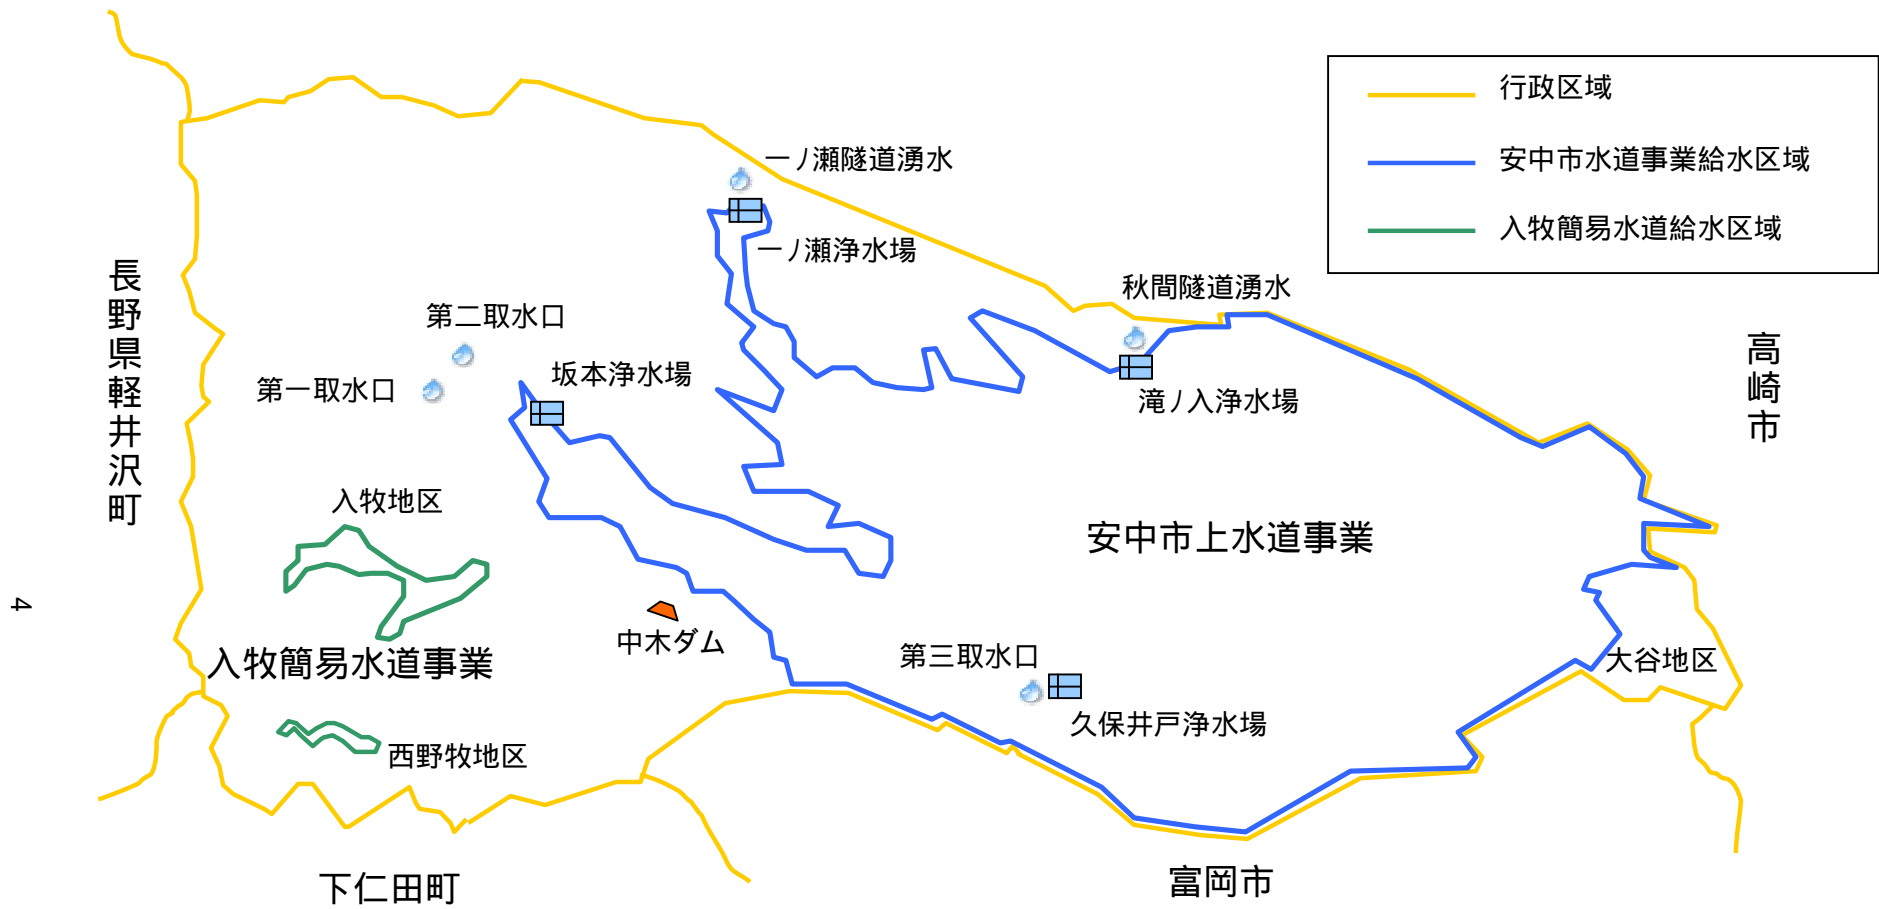 行政区域
安中市水道事業給水区域
入牧簡易水道給水区域
一ノ瀬隧道湧水
一ノ瀬浄水場
秋間隧道湧水
滝ノ入浄水場
第二取水口
第一取水口
坂本浄水場
長野県軽井沢町
高崎市
入牧地区
安中市上水道事業
4
中木ダム
入牧簡易水道事業
第三取水口
大谷地区
久保井戸浄水場
西野牧地区
下仁田町
富岡市